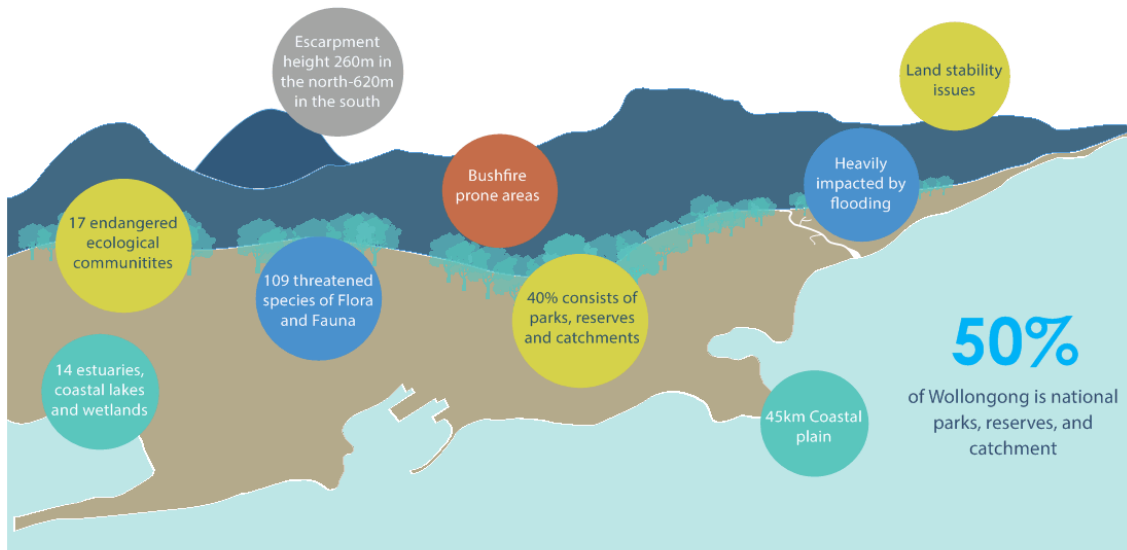 Escarpment
height 260m in
the north-620m
in the south
Land stability
issues
Bushfire
prone areas
Heavily
impacted by
flooding
17 endangered
ecological
communitites
109 threatened
species of Flora
and Fauna
40% consists of
parks, reserves
and catchments
14 estuaries,
coastal lakes
and wetlands
45km Coastal
plain
50%
of Wollongong is national
parks, reserves, and
catchment